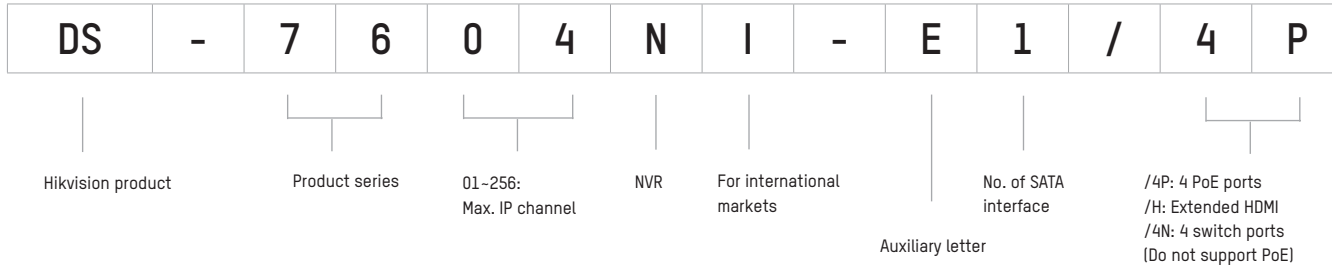 DS - 7 6 0 4 N I - E 1 / 4 P
Hikvision product
Product series
01~256:
Max. IP channel
NVR
For international
markets
Auxiliary letter
No. of SATA
interface
/4P: 4 PoE ports
/H: Extended HDMI
/4N: 4 switch ports
(Do not support PoE)